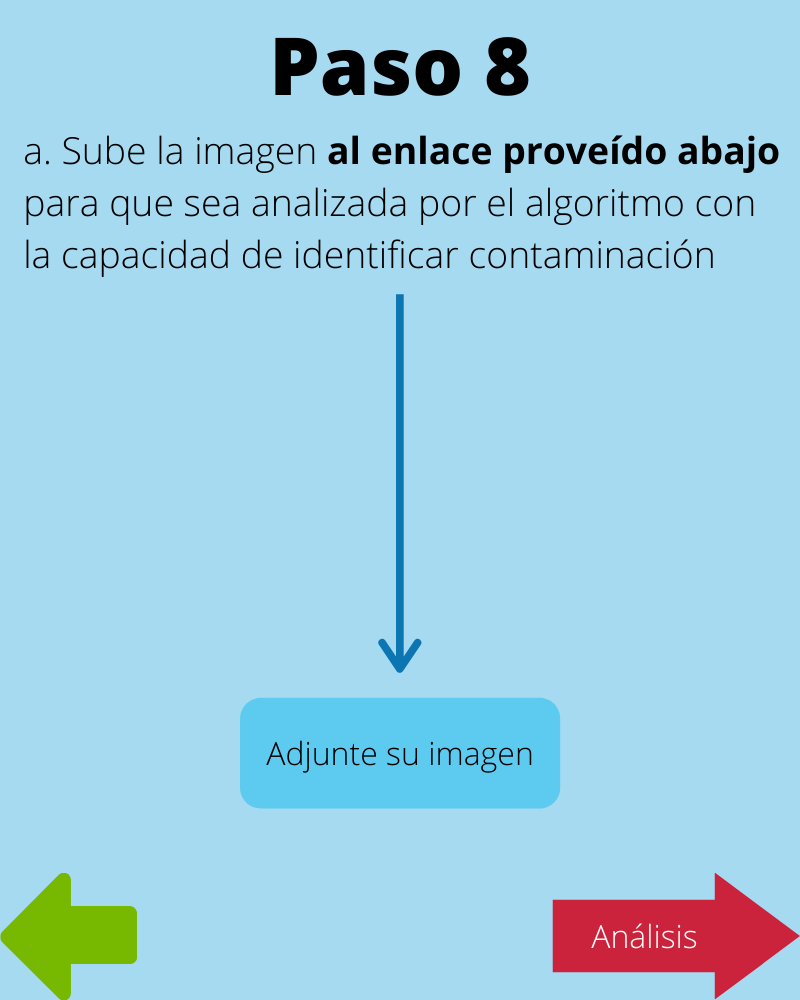 Paso 8
a. Sube la imagen al enlace proveído abajo
para que sea analizada por el algoritmo con
la capacidad de identificar contaminación
Adjunte su imagen
Análisis